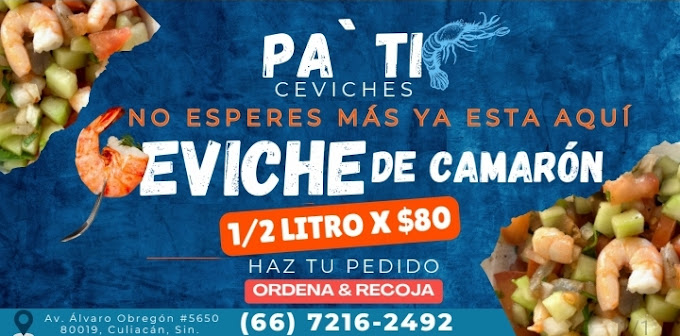 PA` TI
CEVICHES
NO ESPERES MÁS YA ESTA AQUÍ
CEVICHE DE CAMARÓN
1/2 LITRO X $80
HAZ TU PEDIDO
ORDENA & RECOJA
Av. Álvaro Obregón #5650
80019, Culiacán, Sin.
(66) 7216-2492